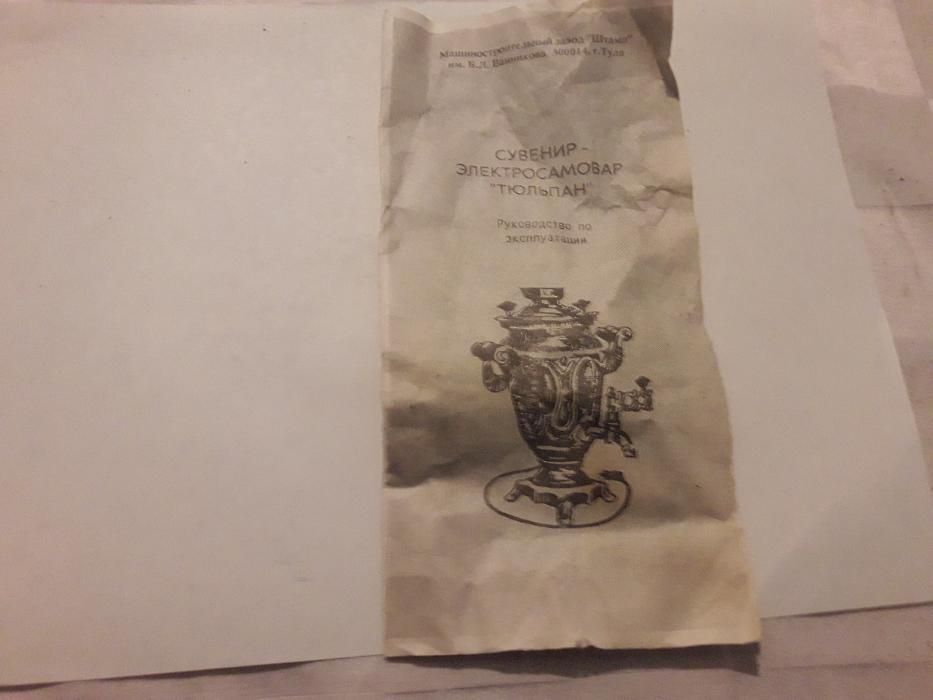 Машиностроительный завод "Штамп"
им. Б.Л. Ванникова, 300014, г.Тула
СУВЕНИР -
ЭЛЕКТРОСАМОВАР
"ТЮЛЬПАН"
Руководство по
эксплуатации